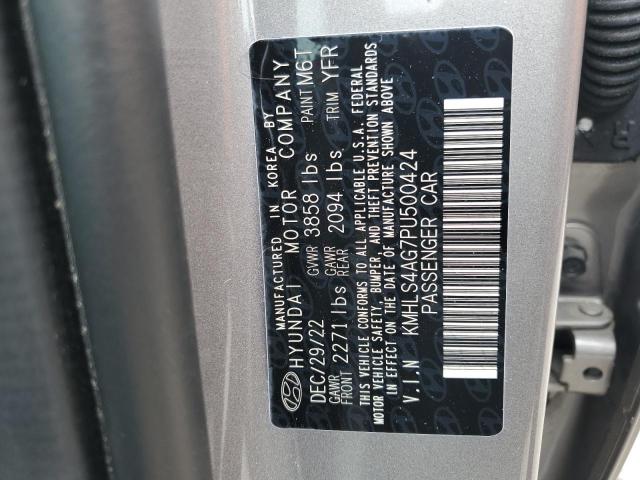 MANUFACTURED IN KOREA BY
HYUNDAI MOTOR COMPANY
DEC/29/22 GVWR 3858 lbs PAINT M6T
GAWR FRONT 2271 lbs GAWR REAR 2094 lbs TRIM YFR
THIS VEHICLE CONFORMS TO ALL APPLICABLE U.S.A. FEDERAL
MOTOR VEHICLE SAFETY, BUMPER, AND THEFT PREVENTION STANDARDS
IN EFFECT ON THE DATE OF MANUFACTURE SHOWN ABOVE
V.I.N KMHLS4AG7PU500424
PASSENGER CAR